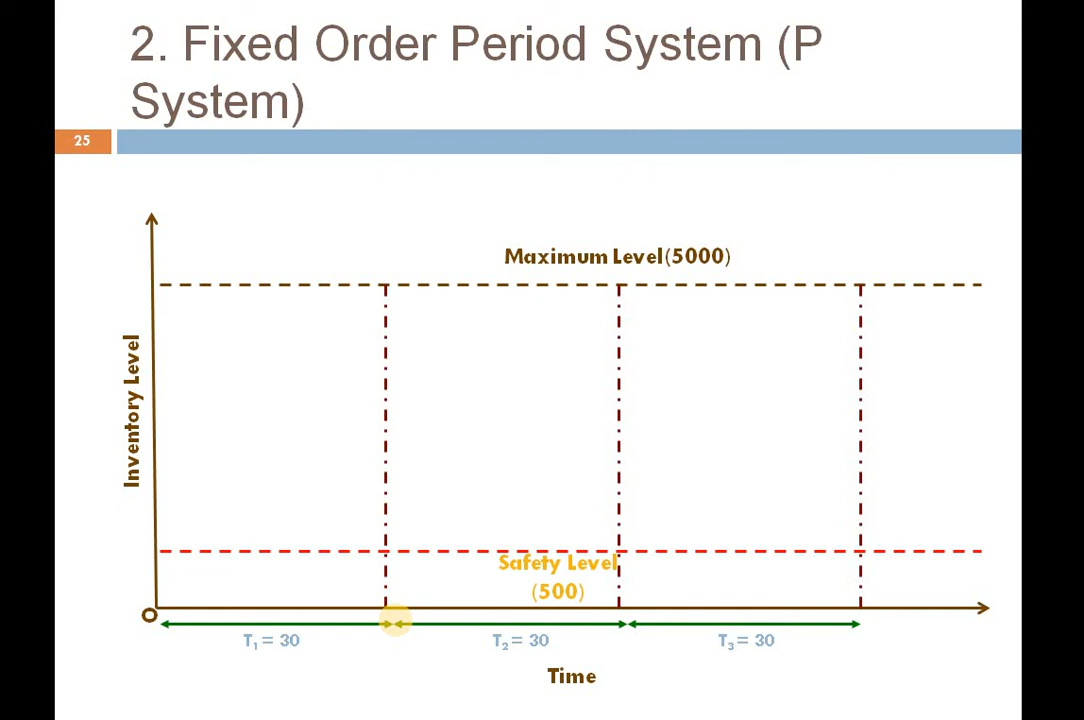 2. Fixed Order Period System (P
System)
25
Maximum Level(5000)
Inventory Level
Safety Level
(500)
O
T₁ = 30
T₂ = 30
T₃ = 30
Time